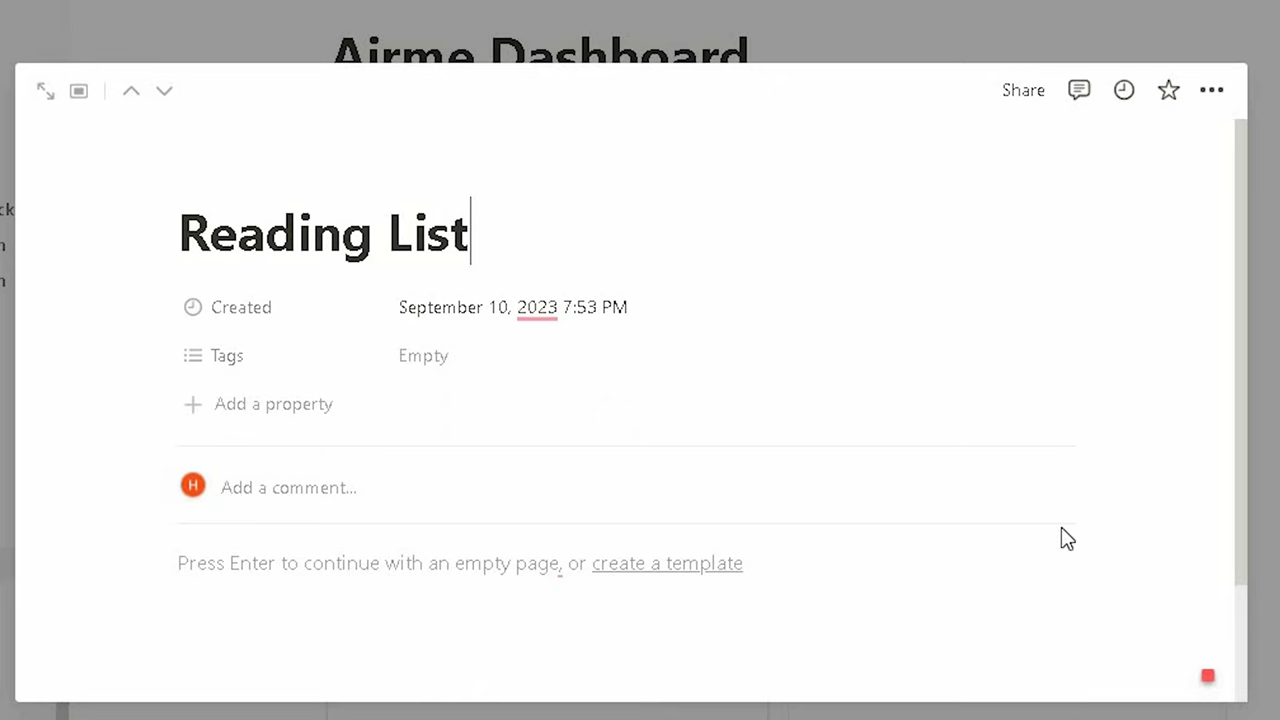 Airme Dashboard
Share
ck
n
n
Reading List
Created September 10, 2023 7:53 PM
Tags Empty
Add a property
H Add a comment...
Press Enter to continue with an empty page, or create a template